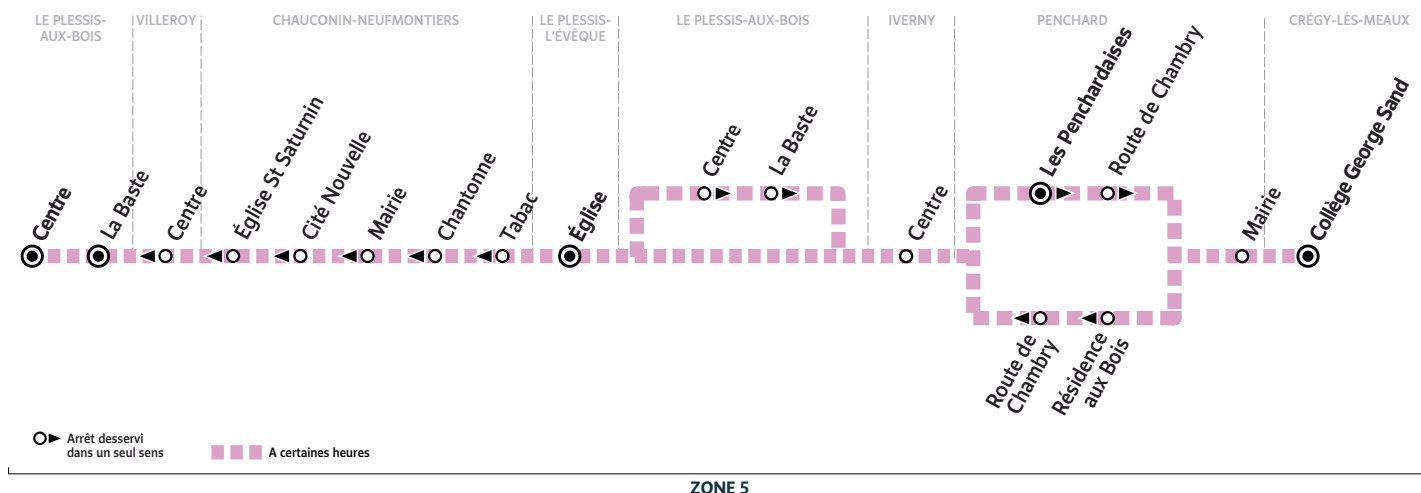 LE PLESSIS-
AUX-BOIS
VILLEROY
CHAUCONIN-NEUFMONTIERS
LE PLESSIS-
L'ÉVÊQUE
LE PLESSIS-AUX-BOIS
IVERNY
PENCHARD
CRÉGY-LÈS-MEAUX
Centre
La Baste
Centre
Église St Saturnin
Cité Nouvelle
Mairie
Chantonne
Tabac
Église
Centre
La Baste
Centre
Les Penchardaises
Route de Chambry
Route de
Chambry
Résidence
aux Bois
Mairie
Collège George Sand
Arrêt desservi
dans un seul sens
A certaines heures
ZONE 5